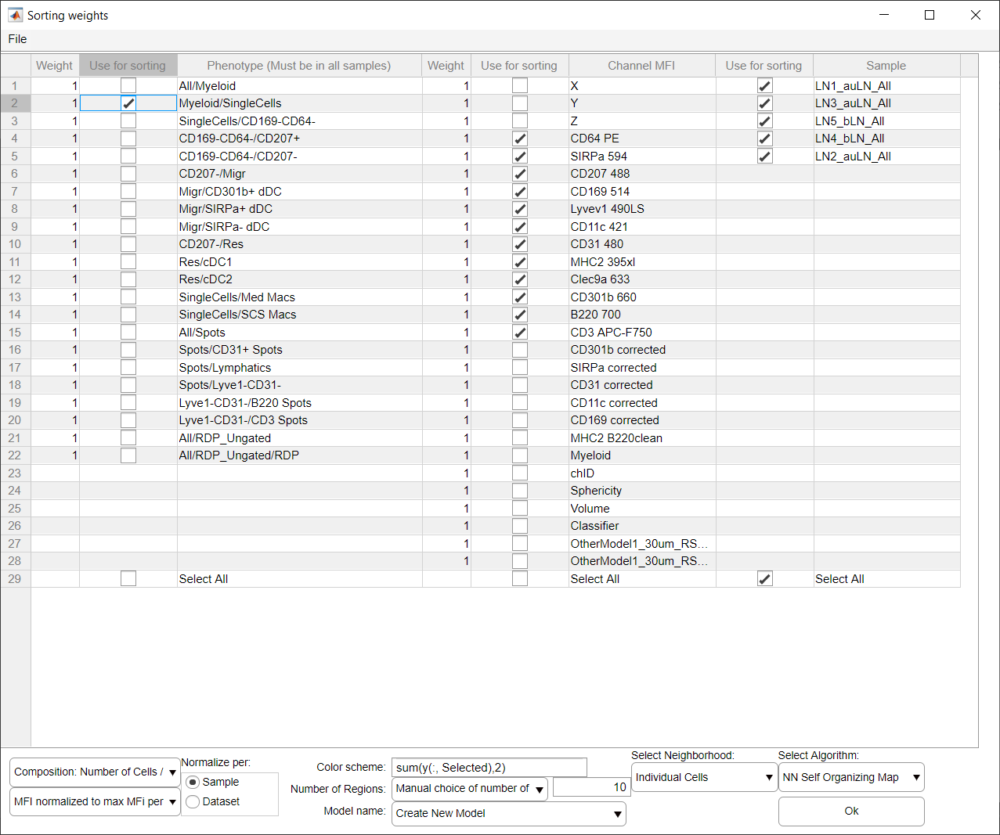 Sorting weights
File
Weight Use for sorting Phenotype (Must be in all samples) Weight Use for sorting Channel MFI Use for sorting Sample
1 1 All/Myeloid 1 X LN1_auLN_All
2 1 Myeloid/SingleCells 1 Y LN3_auLN_All
3 1 SingleCells/CD169-CD64- 1 Z LN5_bLN_All
4 1 CD169-CD64-/CD207+ 1 CD64 PE LN4_bLN_All
5 1 CD169-CD64-/CD207- 1 SIRPa 594 LN2_auLN_All
6 1 CD207-/Migr 1 CD207 488
7 1 Migr/CD301b+ dDC 1 CD169 514
8 1 Migr/SIRPa+ dDC 1 Lyvev1 490LS
9 1 Migr/SIRPa- dDC 1 CD11c 421
10 1 CD207-/Res 1 CD31 480
11 1 Res/cDC1 1 MHC2 395xl
12 1 Res/cDC2 1 Clec9a 633
13 1 SingleCells/Med Macs 1 CD301b 660
14 1 SingleCells/SCS Macs 1 B220 700
15 1 All/Spots 1 CD3 APC-F750
16 1 Spots/CD31+ Spots 1 CD301b corrected
17 1 Spots/Lymphatics 1 SIRPa corrected
18 1 Spots/Lyve1-CD31- 1 CD31 corrected
19 1 Lyve1-CD31-/B220 Spots 1 CD11c corrected
20 1 Lyve1-CD31-/CD3 Spots 1 CD169 corrected
21 1 All/RDP_Ungated 1 MHC2 B220clean
22 1 All/RDP_Ungated/RDP 1 Myeloid
23 1 chID
24 1 Sphericity
25 1 Volume
26 1 Classifier
27 1 OtherModel1_30um_RS...
28 1 OtherModel1_30um_RS...
29 Select All Select All Select All
Composition: Number of Cells /
MFI normalized to max MFi per
Normalize per:
Sample
Dataset
Color scheme: sum(y(:, Selected),2)
Number of Regions: Manual choice of number of 10
Model name: Create New Model
Select Neighborhood:
Individual Cells
Select Algorithm:
NN Self Organizing Map
Ok